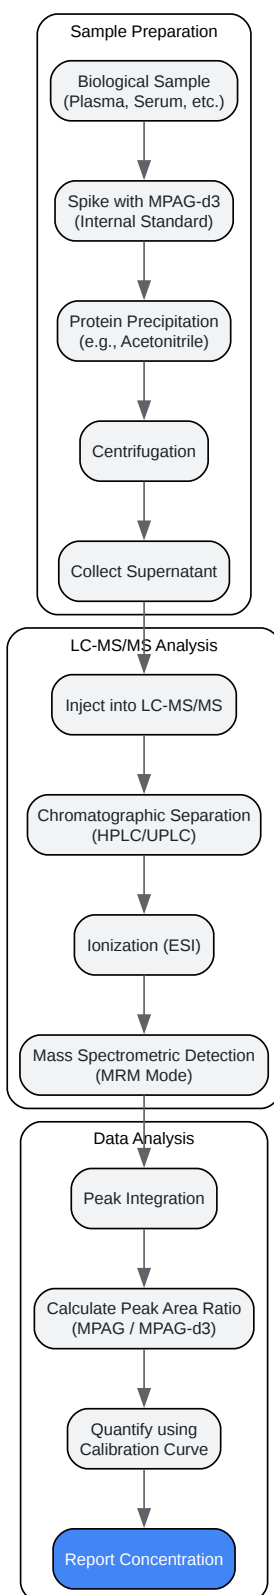 Sample Preparation
Biological Sample
(Plasma, Serum, etc.)
Spike with MPAG-d3
(Internal Standard)
Protein Precipitation
(e.g., Acetonitrile)
Centrifugation
Collect Supernatant
LC-MS/MS Analysis
Inject into LC-MS/MS
Chromatographic Separation
(HPLC/UPLC)
Ionization (ESI)
Mass Spectrometric Detection
(MRM Mode)
Data Analysis
Peak Integration
Calculate Peak Area Ratio
(MPAG / MPAG-d3)
Quantify using
Calibration Curve
Report Concentration